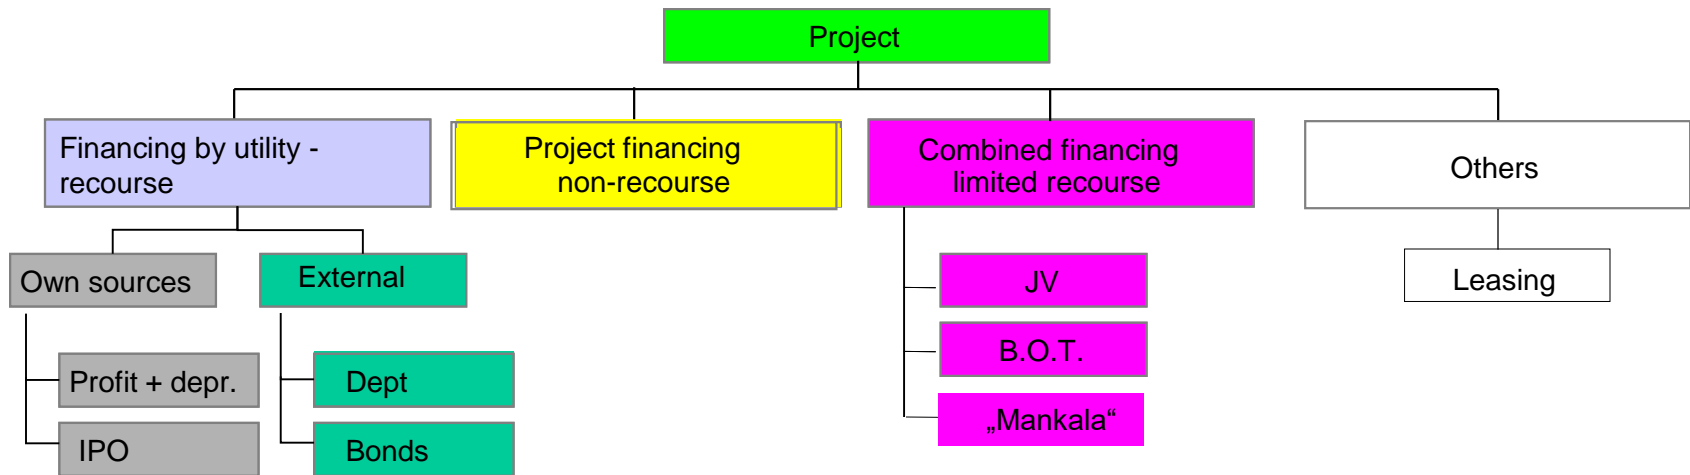 Project
Financing by utility -
recourse
Project financing
non-recourse
Combined financing
limited recourse
Others
Own sources
External
JV
Leasing
Profit + depr.
Dept
B.O.T.
IPO
Bonds
„Mankala“